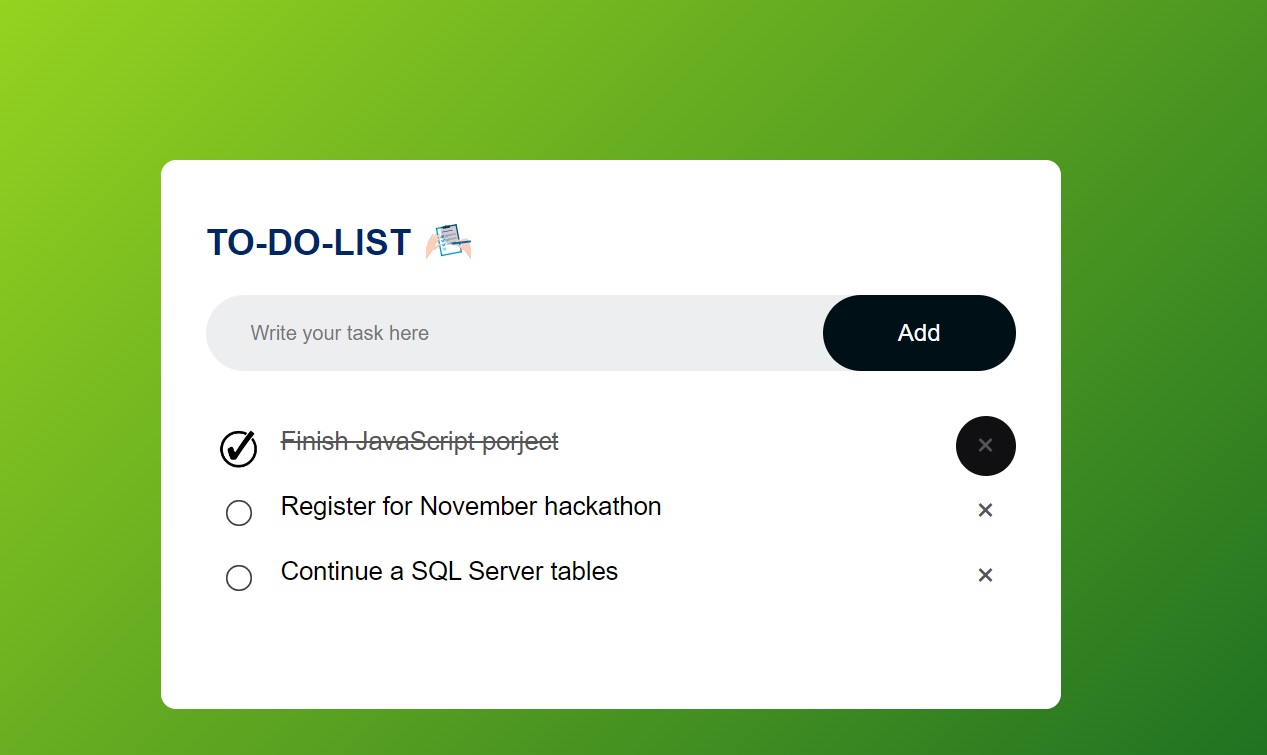 TO-DO-LIST
Write your task here
Add
Finish JavaScript porject
×
Register for November hackathon
×
Continue a SQL Server tables
×